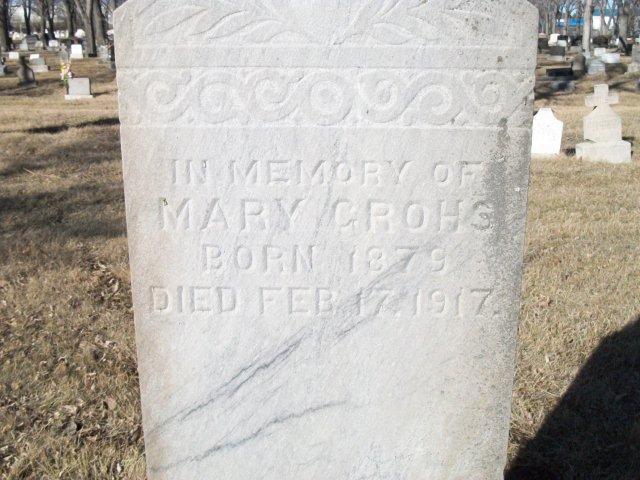 IN MEMORY OF
MARY GROHS
BORN 1879
DIED FEB 17, 1917.